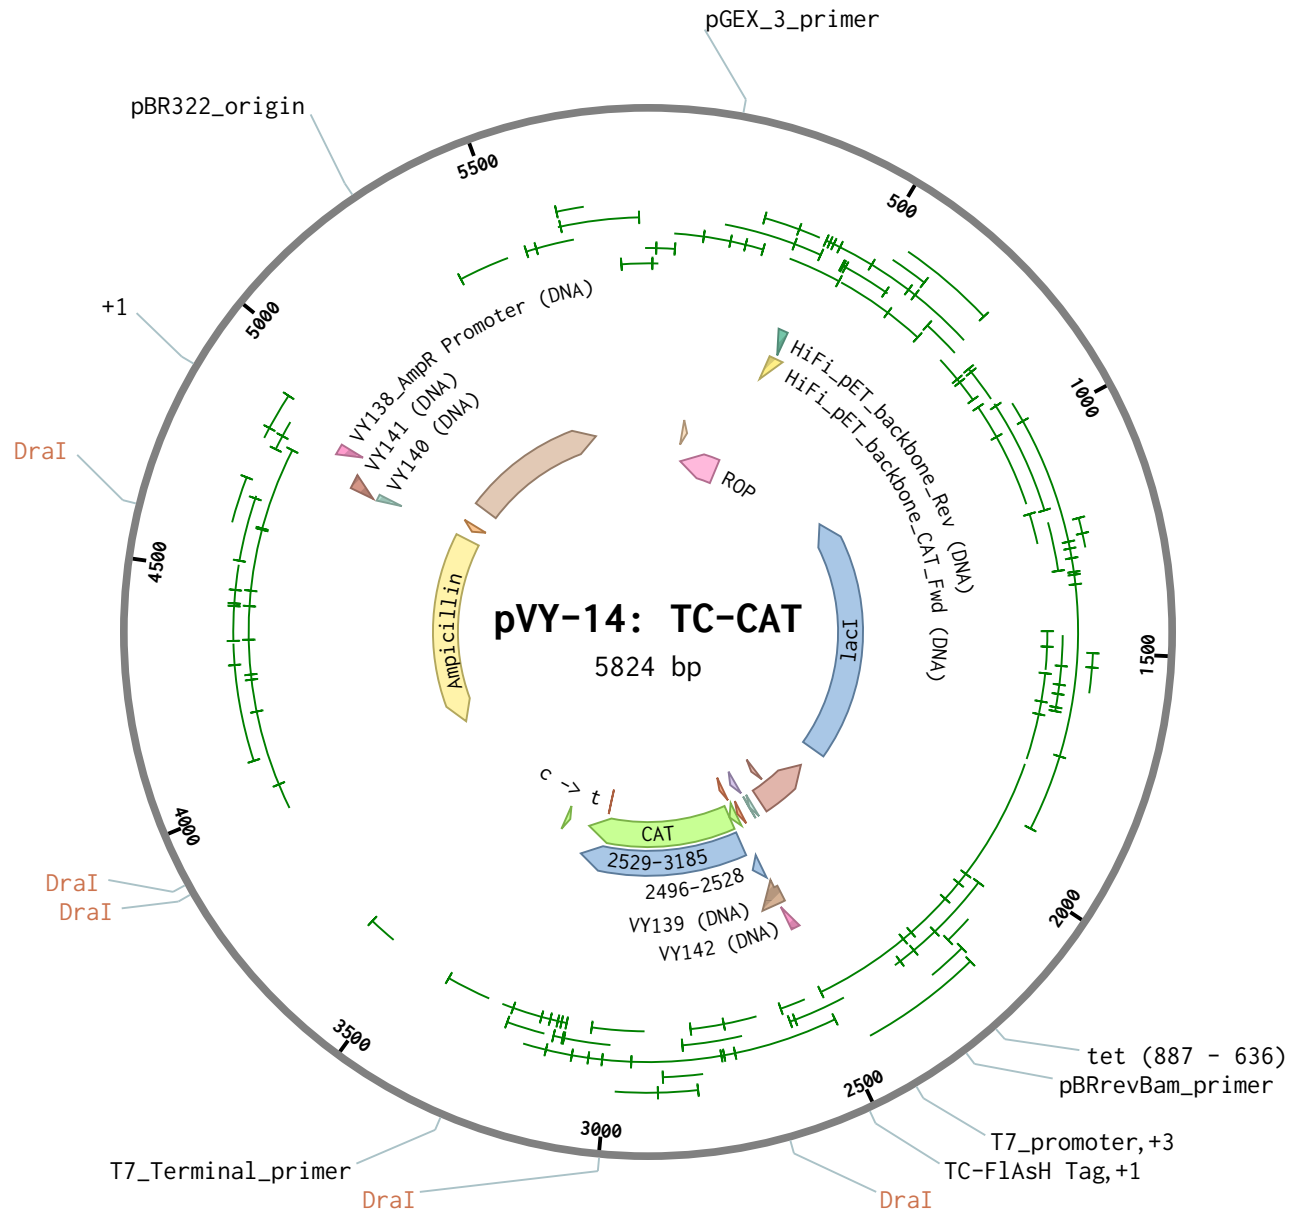 pGEX_3_primer
pBR322_origin
5500
500
+1
5000
VY138_AmpR Promoter (DNA)
VY141 (DNA)
VY140 (DNA)
HiFi_pET_backbone_Rev (DNA)
HiFi_pET_backbone_CAT_Fwd (DNA)
1000
ROP
DraI
4500
Ampicillin
lacI
pVY-14: TC-CAT
5824 bp
1500
c -> t
CAT
2529-3185
2496-2528
VY139 (DNA)
VY142 (DNA)
4000
DraI
DraI
2000
3500
2500
3000
tet (887 - 636)
pBRrevBam_primer
T7_promoter,+3
TC-FlAsH Tag,+1
T7_Terminal_primer
DraI
DraI